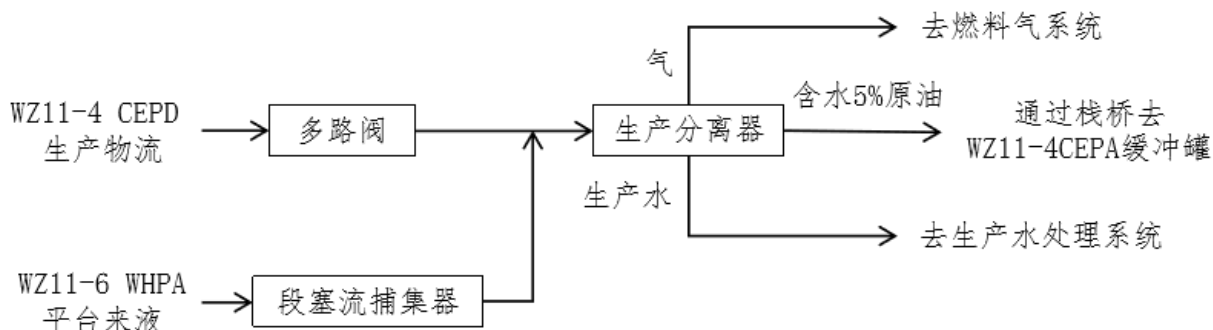 去燃料气系统
气
WZ11-4 CEPD
生产物流
多路阀
生产分离器
含水5%原油
通过栈桥去
WZ11-4CEPA缓冲罐
生产水
去生产水处理系统
WZ11-6 WHPA
平台来液
段塞流捕集器